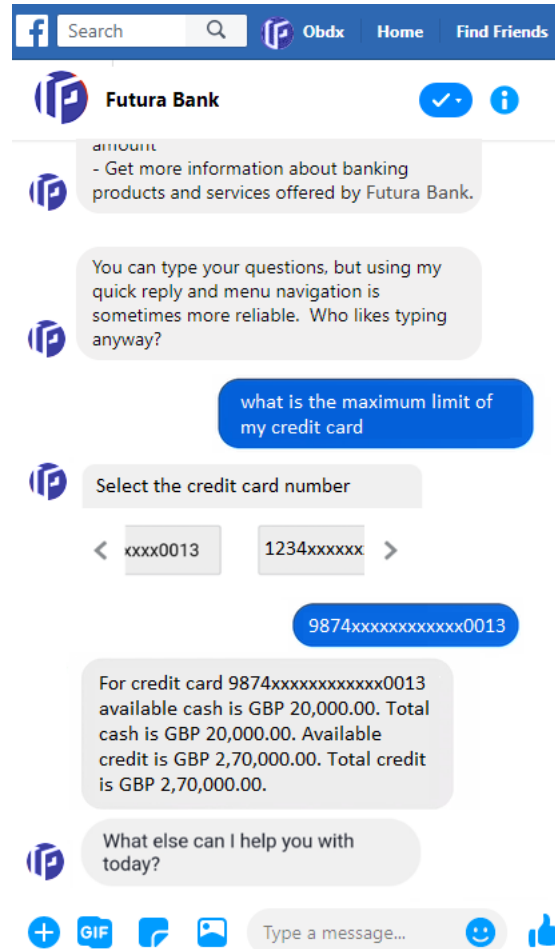 f Search Obdx Home Find Friends
Futura Bank
amount
- Get more information about banking
products and services offered by Futura Bank.
You can type your questions, but using my
quick reply and menu navigation is
sometimes more reliable.  Who likes typing
anyway?
what is the maximum limit of
my credit card
Select the credit card number
xxxx0013 1234xxxxxx
9874xxxxxxxxxxxx0013
For credit card 9874xxxxxxxxxxxx0013
available cash is GBP 20,000.00. Total
cash is GBP 20,000.00. Available
credit is GBP 2,70,000.00. Total credit
is GBP 2,70,000.00.
What else can I help you with
today?
GIF Type a message...